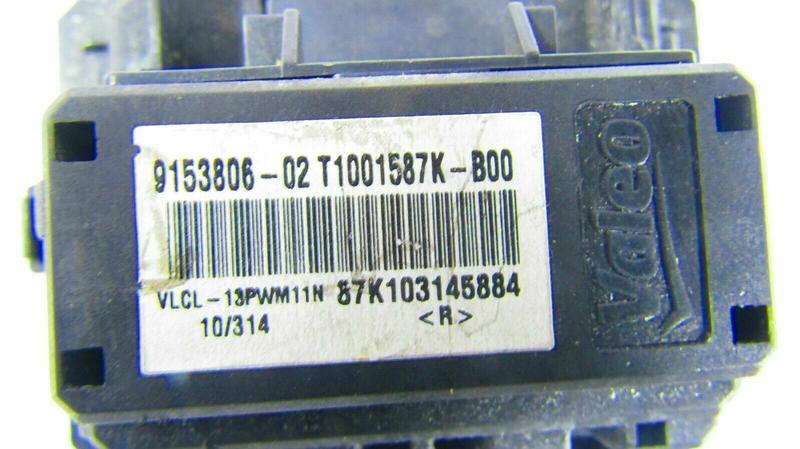 9153806-02 T1001587K-B00
VLCL-13PWM11N 87K103145884
10/314 <R>
Valeo